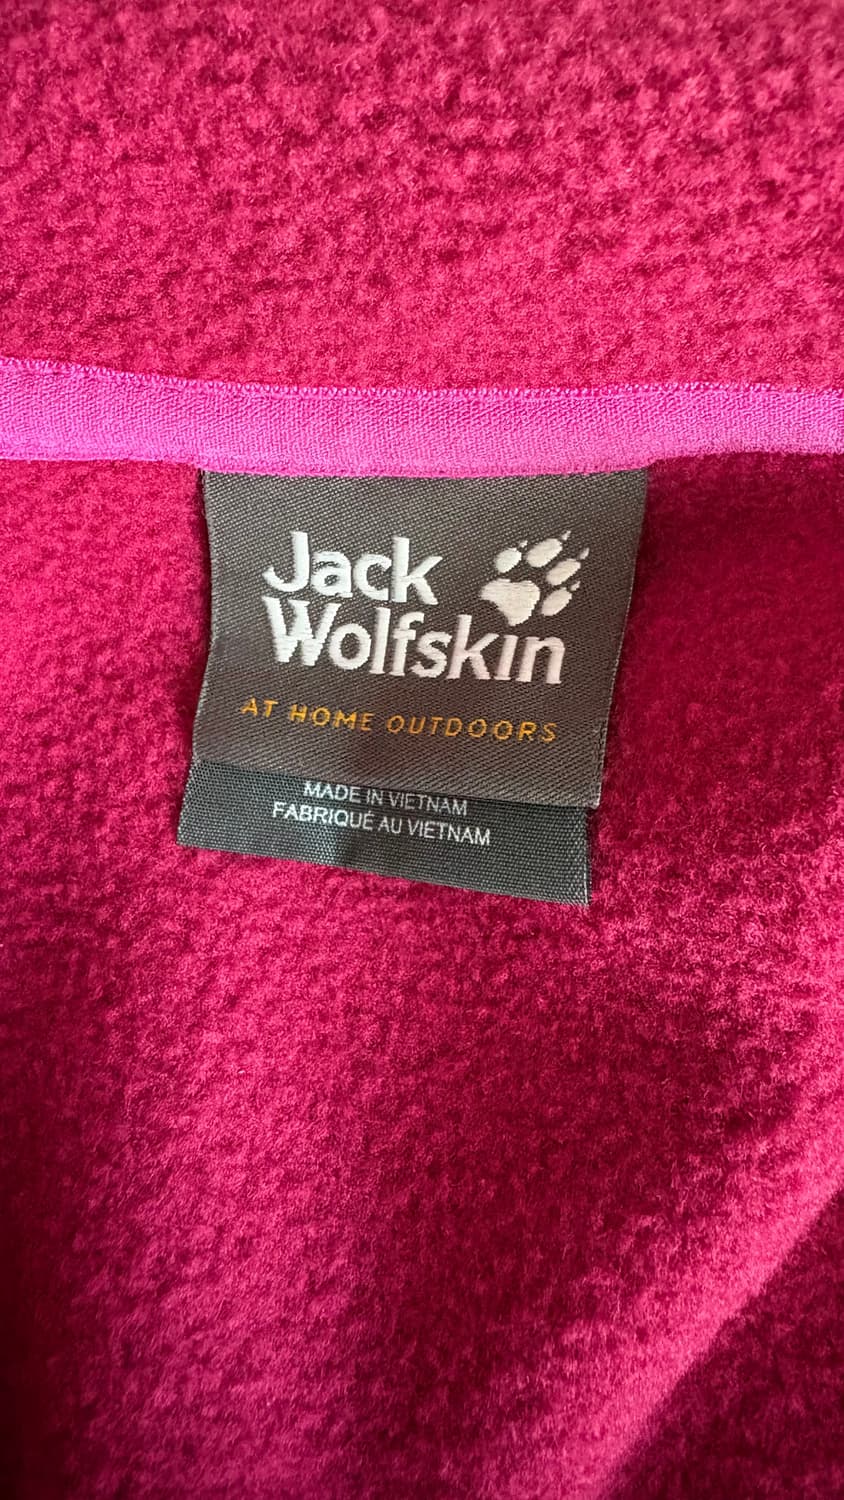 Jack
Wolfskin
AT HOME OUTDOORS
MADE IN VIETNAM
FABRIQUÉ AU VIETNAM